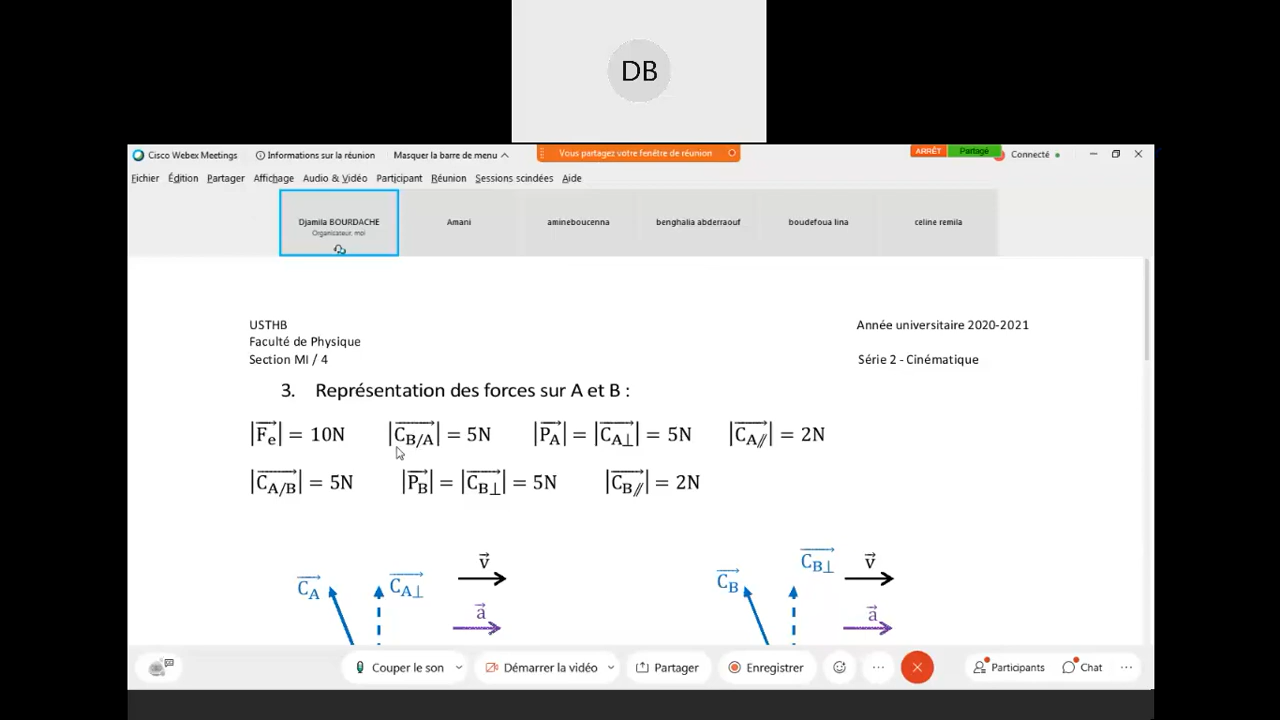 DB
Cisco Webex Meetings Informations sur la réunion Masquer la barre de menu Vous partagez votre fenêtre de réunion ARRÊT Partagé Connecté
Fichier Édition Partager Affichage Audio & Vidéo Participant Réunion Sessions scindées Aide
Djamila BOURDACHE Amani amineboucenna benghalia abderraouf boudefoua lina celine remila
Organisateur, moi
USTHB Année universitaire 2020-2021
Faculté de Physique
Section MI / 4 Série 2 - Cinématique
3. Représentation des forces sur A et B :
|F⃗e| = 10N |C⃗B/A| = 5N |P⃗A| = |C⃗A⊥| = 5N |C⃗A⫽| = 2N
|C⃗A/B| = 5N |P⃗B| = |C⃗B⊥| = 5N |C⃗B⫽| = 2N
C⃗A C⃗A⊥ v⃗ C⃗B C⃗B⊥ v⃗
a⃗ a⃗
Couper le son Démarrer la vidéo Partager Enregistrer Participants Chat